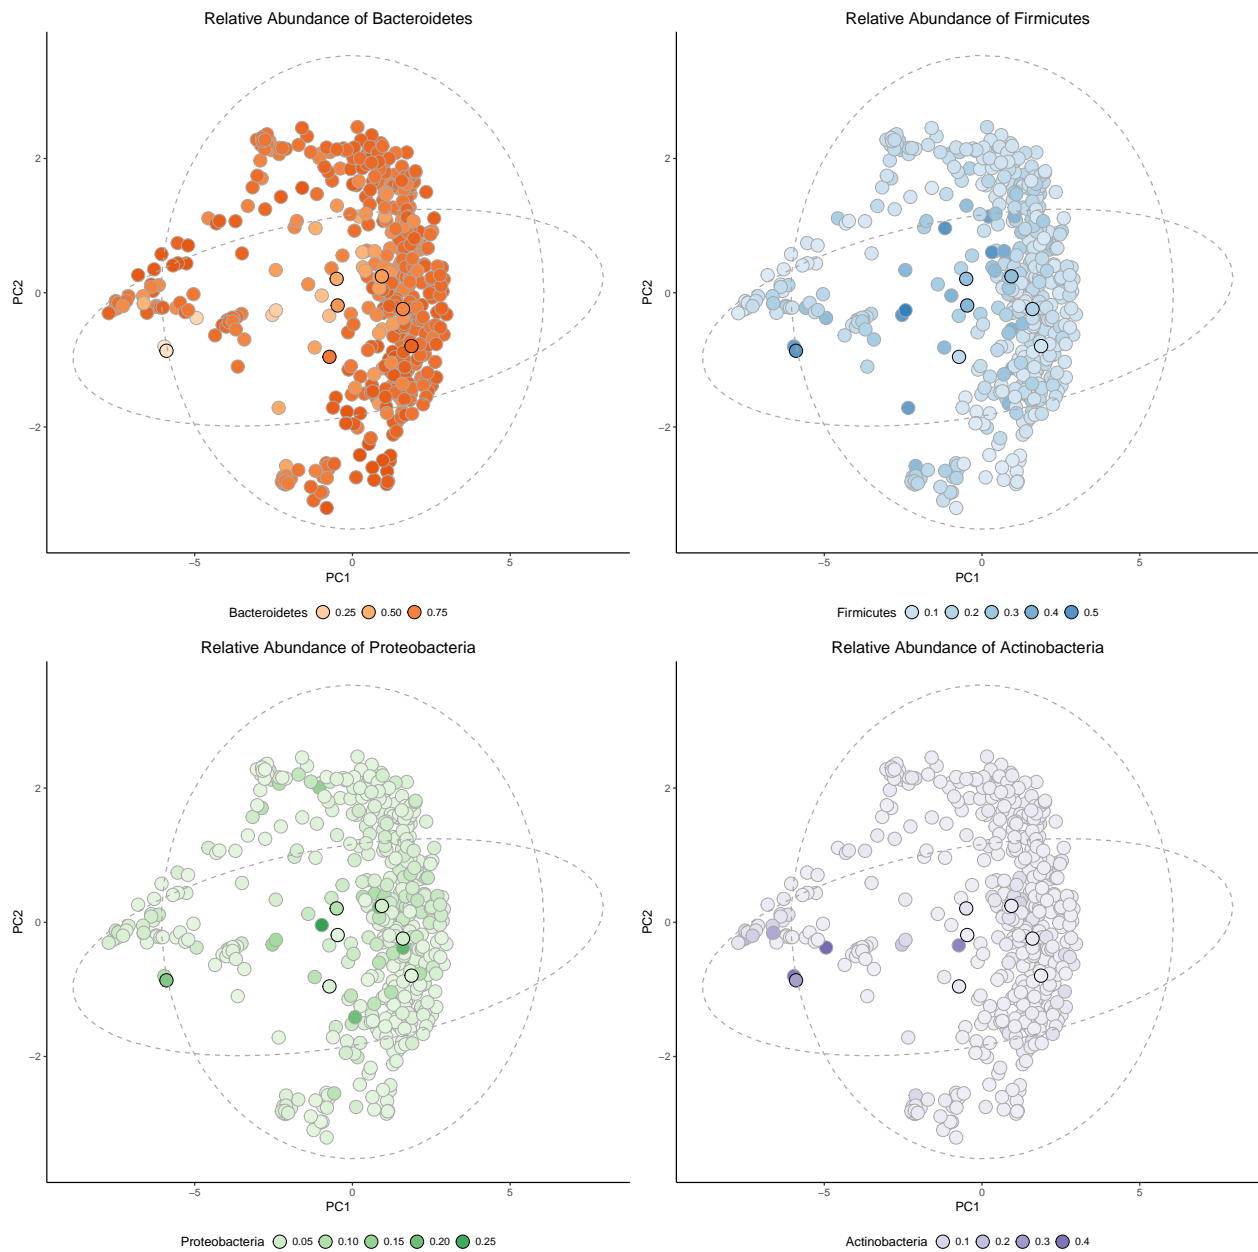 Relative Abundance of Bacteroidetes
2
0
−2
PC2
−5 0 5
PC1
Bacteroidetes 0.25 0.50 0.75
Relative Abundance of Firmicutes
2
0
−2
PC2
−5 0 5
PC1
Firmicutes 0.1 0.2 0.3 0.4 0.5
Relative Abundance of Proteobacteria
2
0
−2
PC2
−5 0 5
PC1
Proteobacteria 0.05 0.10 0.15 0.20 0.25
Relative Abundance of Actinobacteria
2
0
−2
PC2
−5 0 5
PC1
Actinobacteria 0.1 0.2 0.3 0.4